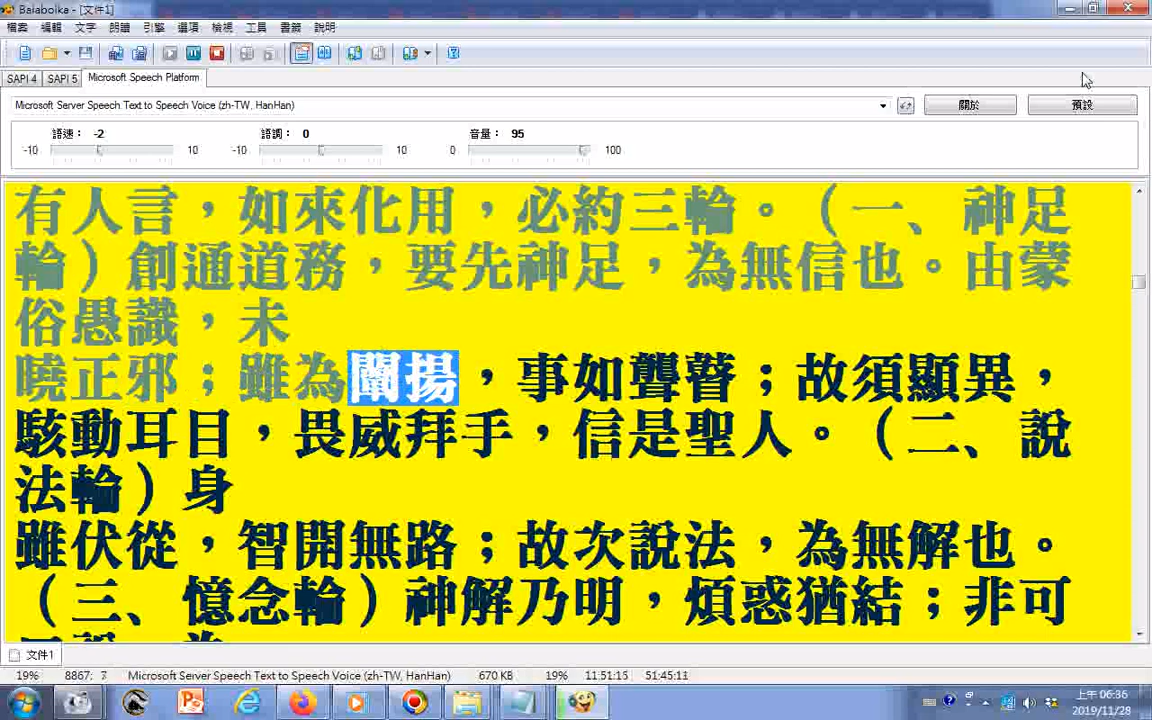 Balabolka - [文件1]
檔案 編輯 文字 朗讀 引擎 選項 檢視 工具 書籤 說明
SAPI 4 SAPI 5 Microsoft Speech Platform
Microsoft Server Speech Text to Speech Voice (zh-TW, HanHan) 關於 預設
語速： -2 語調： 0 音量： 95
-10 10 -10 10 0 100
有人言，如來化用，必約三輪。（一、神足
輪）創通道務，要先神足，為無信也。由蒙
俗愚識，未
曉正邪；雖為闡揚，事如聾瞽；故須顯異，
駭動耳目，畏威拜手，信是聖人。（二、說
法輪）身
雖伏從，智開無路；故次說法，為無解也。
（三、憶念輪）神解乃明，煩惑猶結；非可
文件1
19% 8867: 7 Microsoft Server Speech Text to Speech Voice (zh-TW, HanHan) 670 KB 19% 11:51:15 51:45:11
上午 06:36
2019/11/28